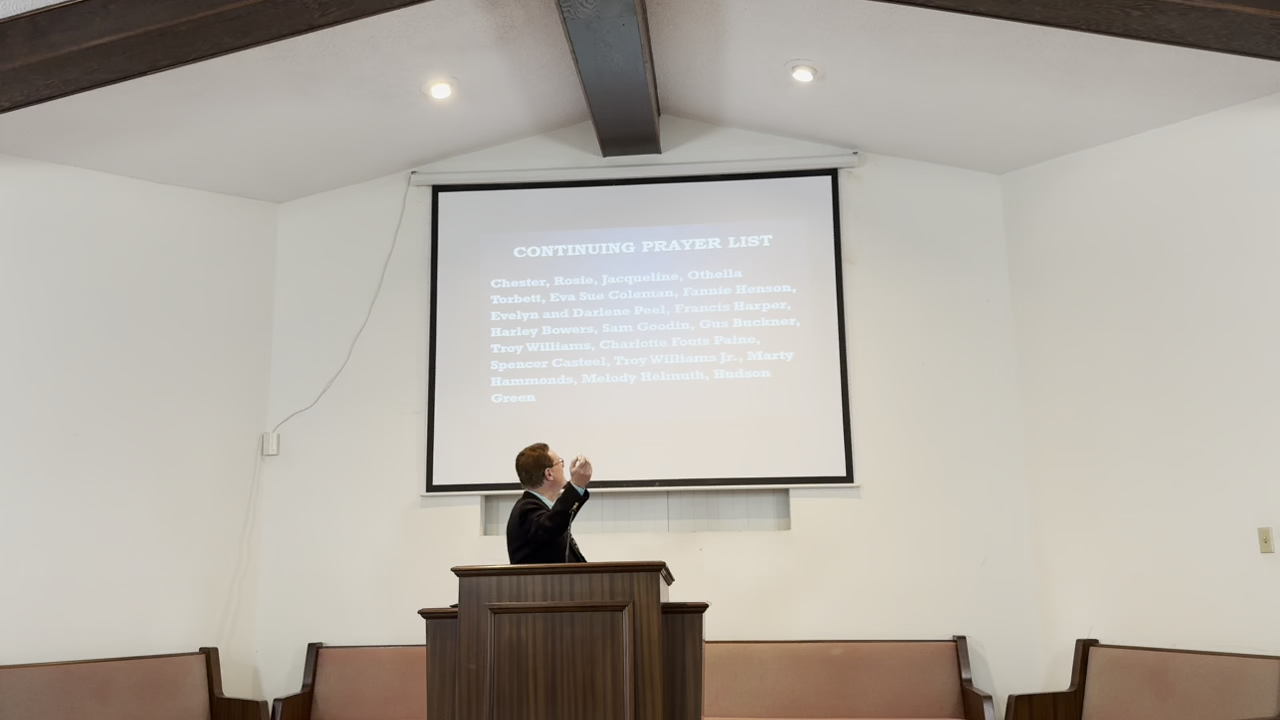 CONTINUING PRAYER LIST
Chester, Rosie, Jacqueline, Othella
Torbett, Eva Sue Coleman, Fannie Henson,
Evelyn and Darlene Peel, Francis Harper,
Harley Bowers, Sam Goodin, Gus Buckner,
Troy Williams, Charlotte Fouts Paine,
Spencer Casteel, Troy Williams Jr., Marty
Hammonds, Melody Helmuth, Hudson
Green